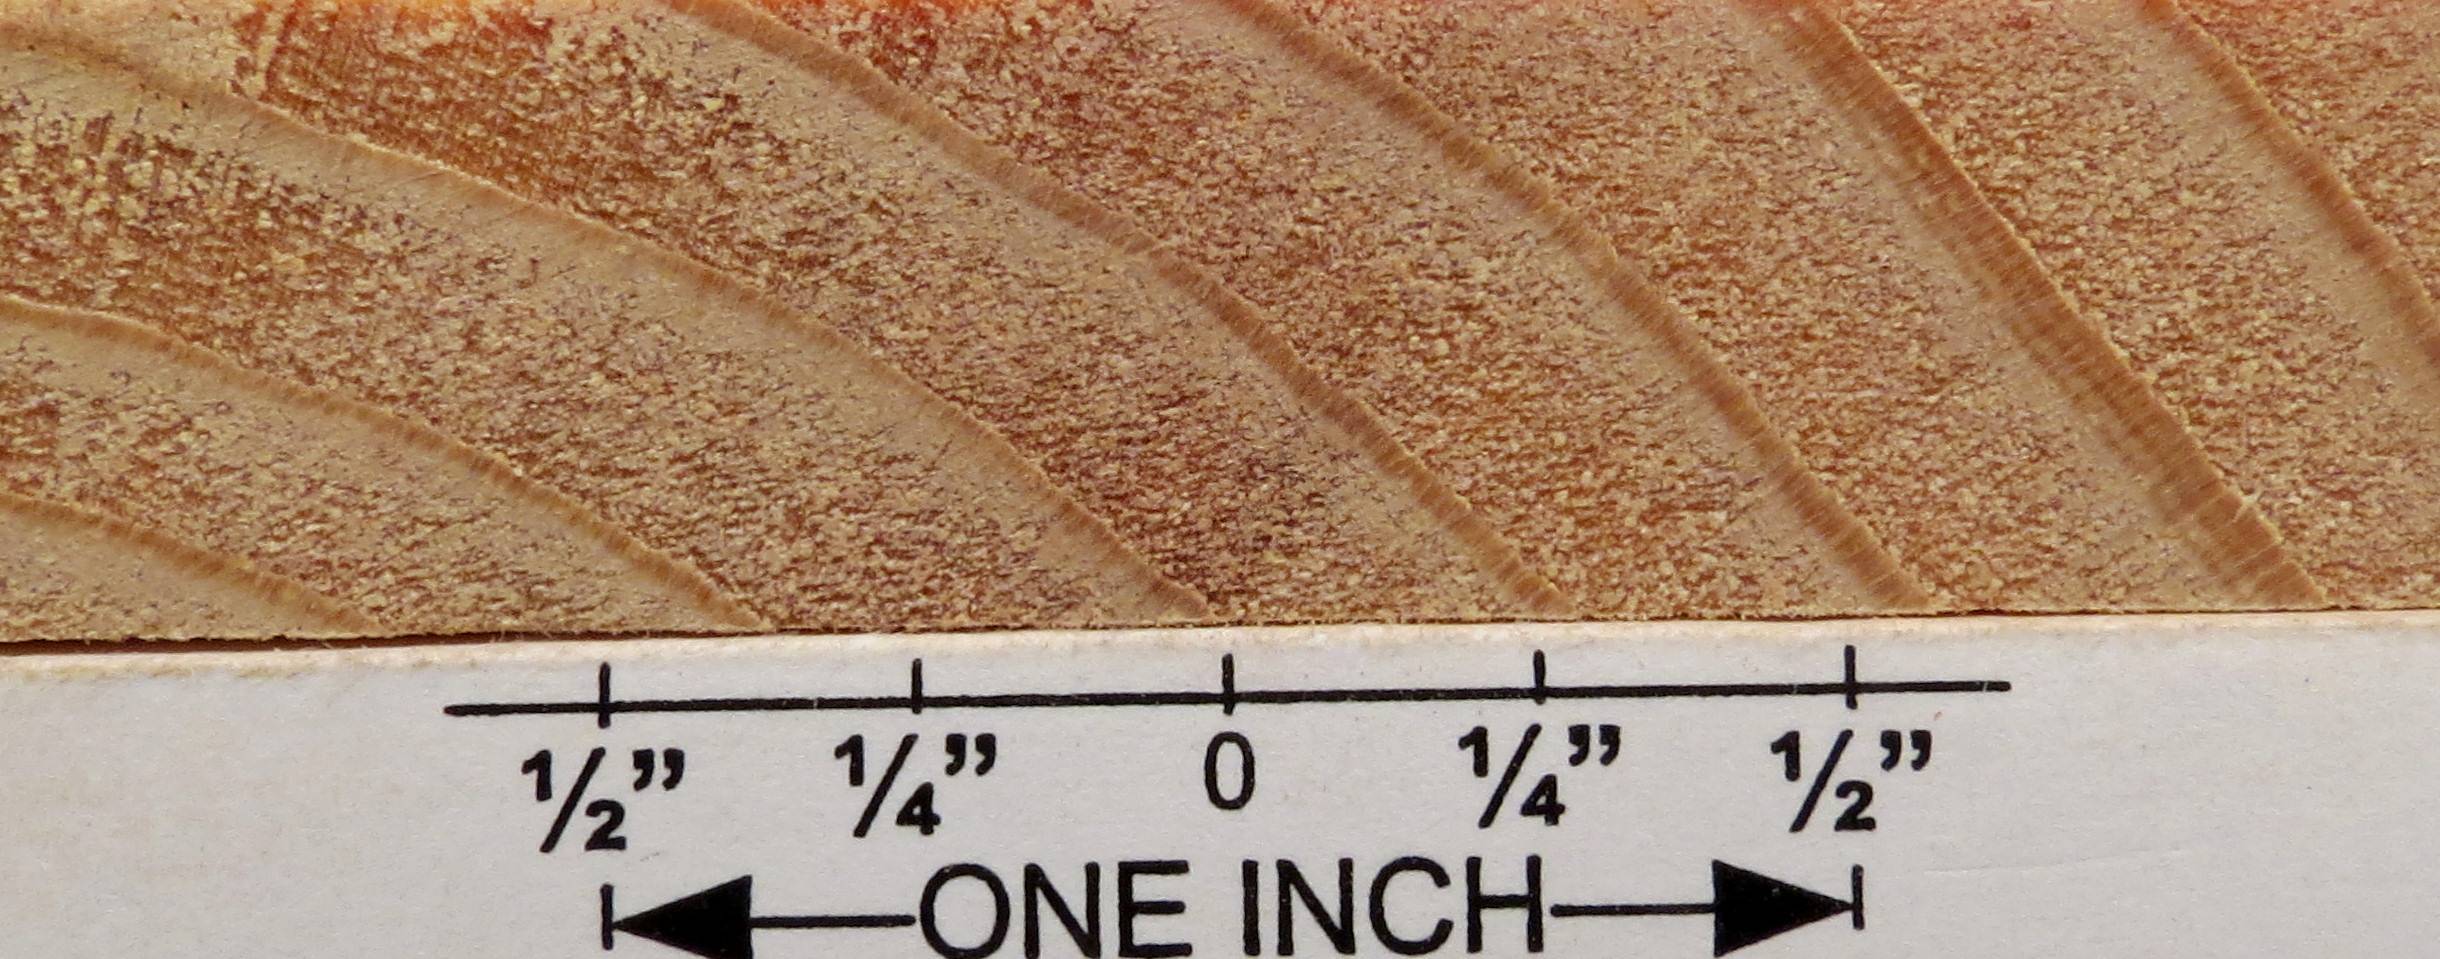 ½” ¼” 0 ¼” ½”
ONE INCH